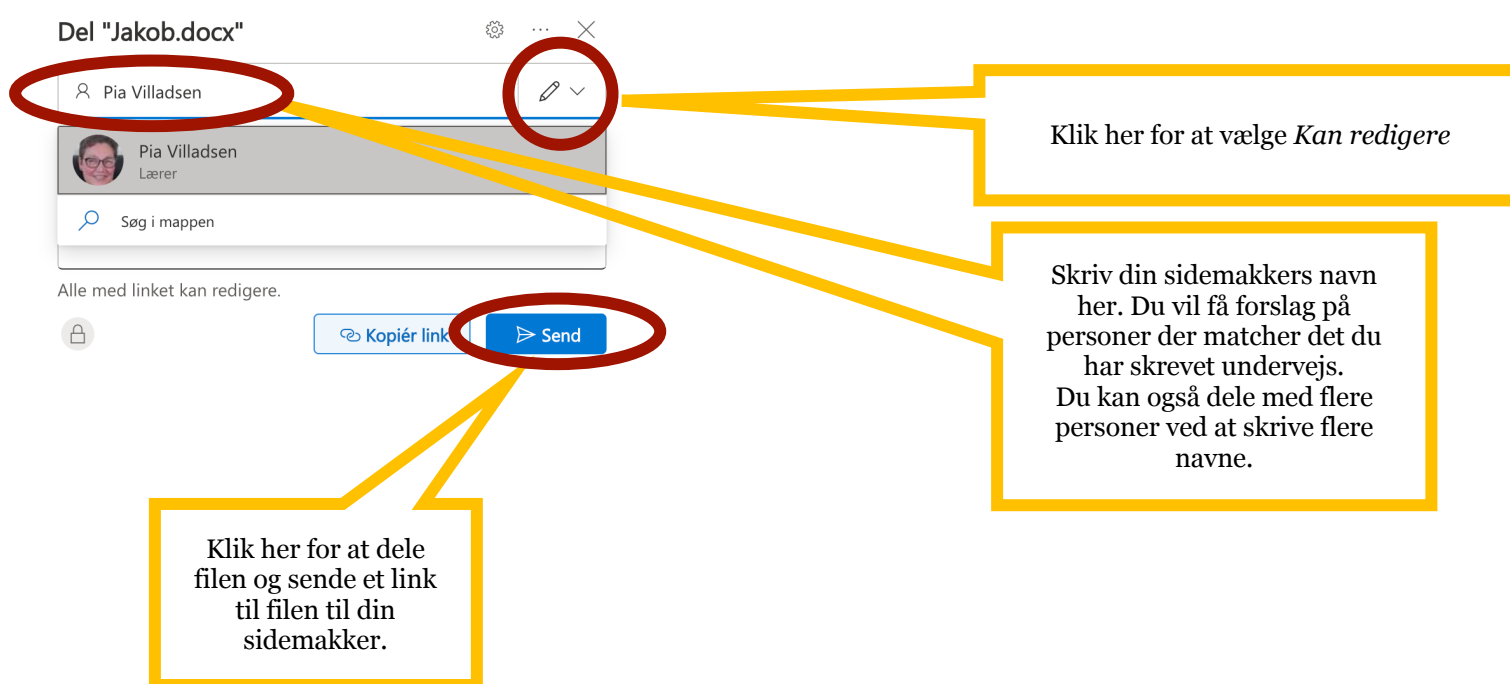 Del "Jakob.docx"
Pia Villadsen
Pia Villadsen
Lærer
Søg i mappen
Alle med linket kan redigere.
Kopiér link
Send
Klik her for at vælge Kan redigere
Skriv din sidemakkers navn
her. Du vil få forslag på
personer der matcher det du
har skrevet undervejs.
Du kan også dele med flere
personer ved at skrive flere
navne.
Klik her for at dele
filen og sende et link
til filen til din
sidemakker.